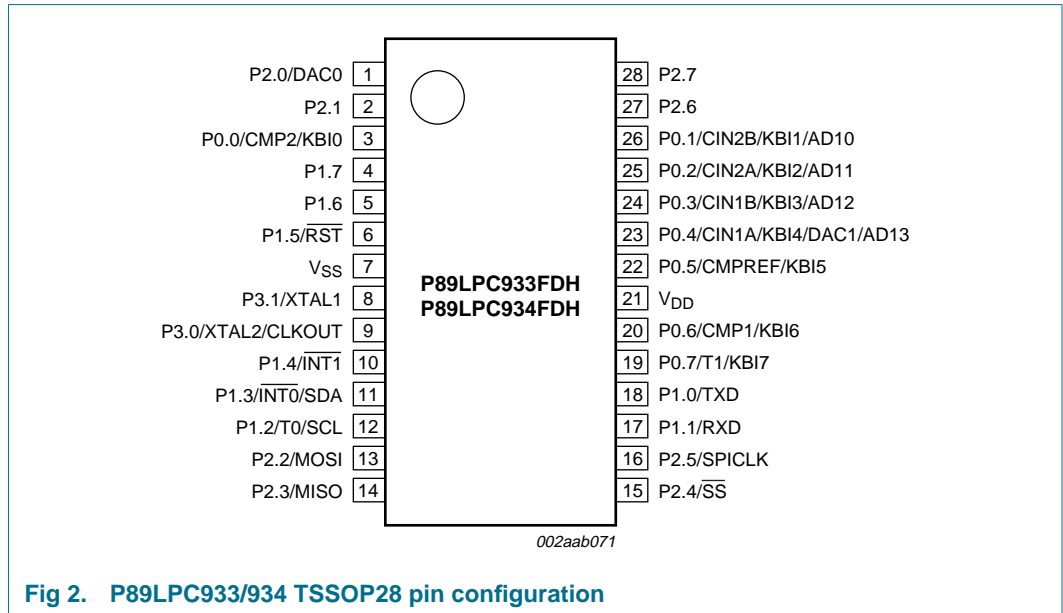 P2.0/DAC0 1 28 P2.7
P2.1 2 27 P2.6
P0.0/CMP2/KBI0 3 26 P0.1/CIN2B/KBI1/AD10
P1.7 4 25 P0.2/CIN2A/KBI2/AD11
P1.6 5 24 P0.3/CIN1B/KBI3/AD12
P1.5/R̅S̅T̅ 6 23 P0.4/CIN1A/KBI4/DAC1/AD13
VSS 7 22 P0.5/CMPREF/KBI5
P89LPC933FDH
P89LPC934FDH
P3.1/XTAL1 8 21 VDD
P3.0/XTAL2/CLKOUT 9 20 P0.6/CMP1/KBI6
P1.4/I̅N̅T̅1̅ 10 19 P0.7/T1/KBI7
P1.3/I̅N̅T̅0̅/SDA 11 18 P1.0/TXD
P1.2/T0/SCL 12 17 P1.1/RXD
P2.2/MOSI 13 16 P2.5/SPICLK
P2.3/MISO 14 15 P2.4/S̅S̅
002aab071
Fig 2. P89LPC933/934 TSSOP28 pin configuration